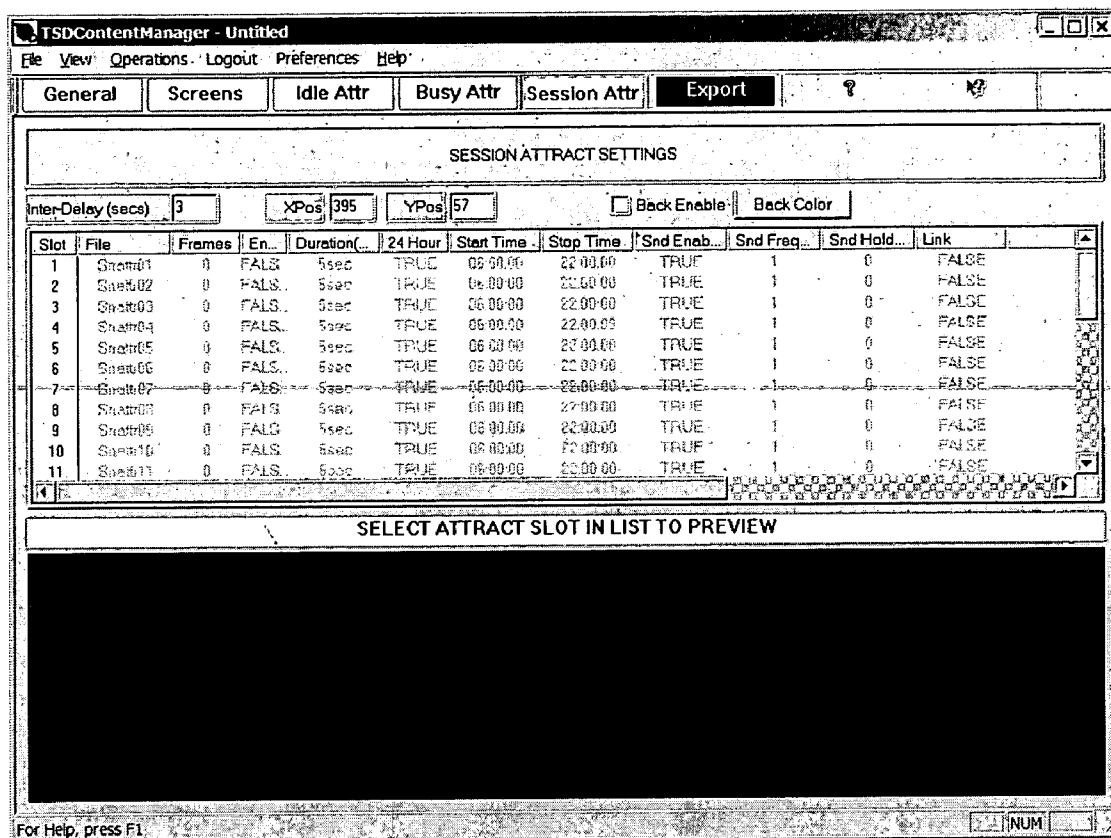 TSDContentManager - Untitled
File View Operations Logout Preferences Help
General Screens Idle Attr Busy Attr Session Attr Export ?
SESSION ATTRACT SETTINGS
Inter-Delay (secs) 3 XPos 395 YPos 57 Back Enable Back Color
Slot File Frames En... Duration(... 24 Hour Start Time Stop Time Snd Enab... Snd Freq... Snd Hold... Link
1 Snattr01 0 FALS 5sec TRUE 06:00:00 22:00:00 TRUE 1 0 FALSE
2 Snattr02 0 FALS.. 5sec TRUE 06:00:00 22:00:00 TRUE 1 0 FALSE
3 Snattr03 0 FALS.. 5sec TRUE 06:00:00 22:00:00 TRUE 1 0 FALSE
4 Snattr04 0 FALS.. 5sec TRUE 06:00:00 22:00:00 TRUE 1 0 FALSE
5 Snattr05 0 FALS.. 5sec TRUE 06:00:00 22:00:00 TRUE 1 0 FALSE
6 Snattr06 0 FALS.. 5sec TRUE 06:00:00 22:00:00 TRUE 1 0 FALSE
7 Snattr07 0 FALS 5sec TRUE 06:00:00 22:00:00 TRUE 1 0 FALSE
8 Snattr08 0 FALS 5sec TRUE 06:00:00 22:00:00 TRUE 1 0 FALSE
9 Snattr09 0 FALS 5sec TRUE 06:00:00 22:00:00 TRUE 1 0 FALSE
10 Snattr10 0 FALS 5sec TRUE 06:00:00 22:00:00 TRUE 1 0 FALSE
11 Snattr11 0 FALS.. 5sec TRUE 06:00:00 22:00:00 TRUE 1 0 FALSE
SELECT ATTRACT SLOT IN LIST TO PREVIEW
For Help, press F1 NUM